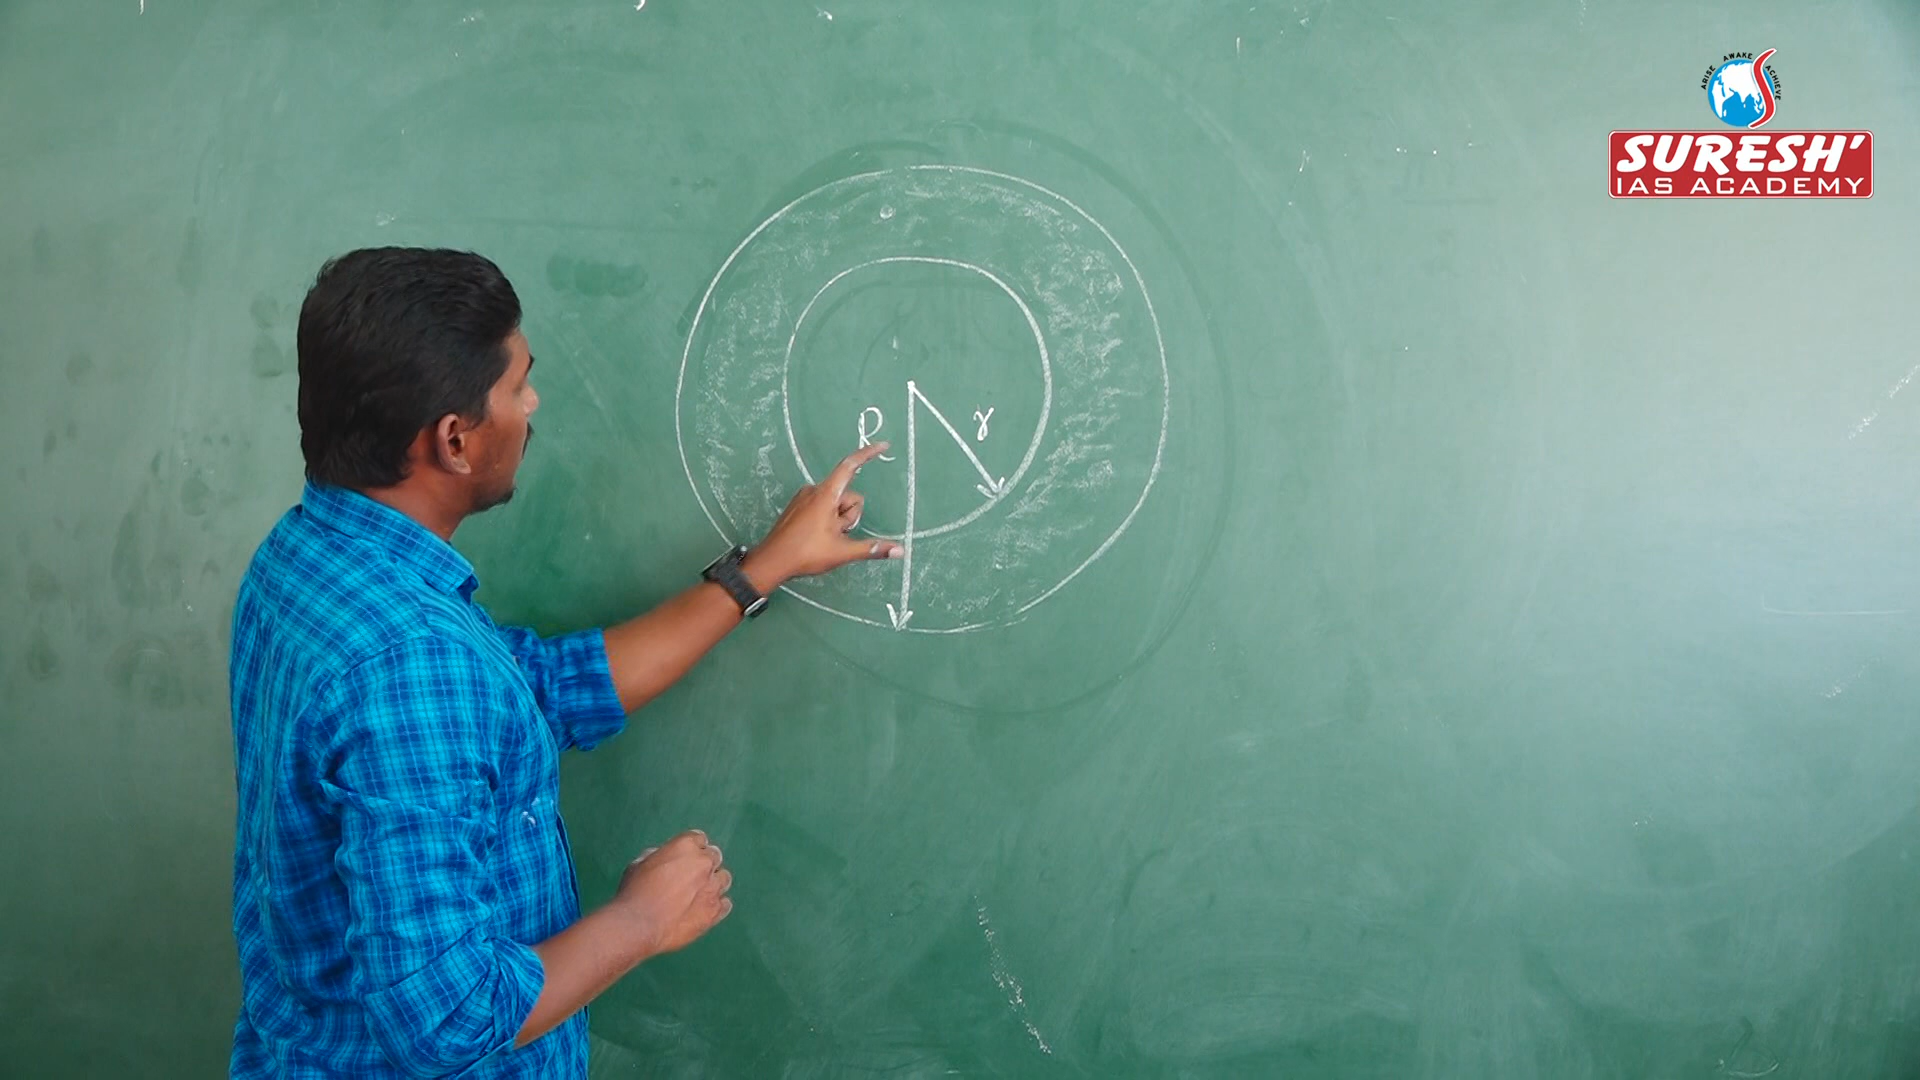 ARISE AWAKE ACHIEVE
SURESH'
IAS ACADEMY
R
r